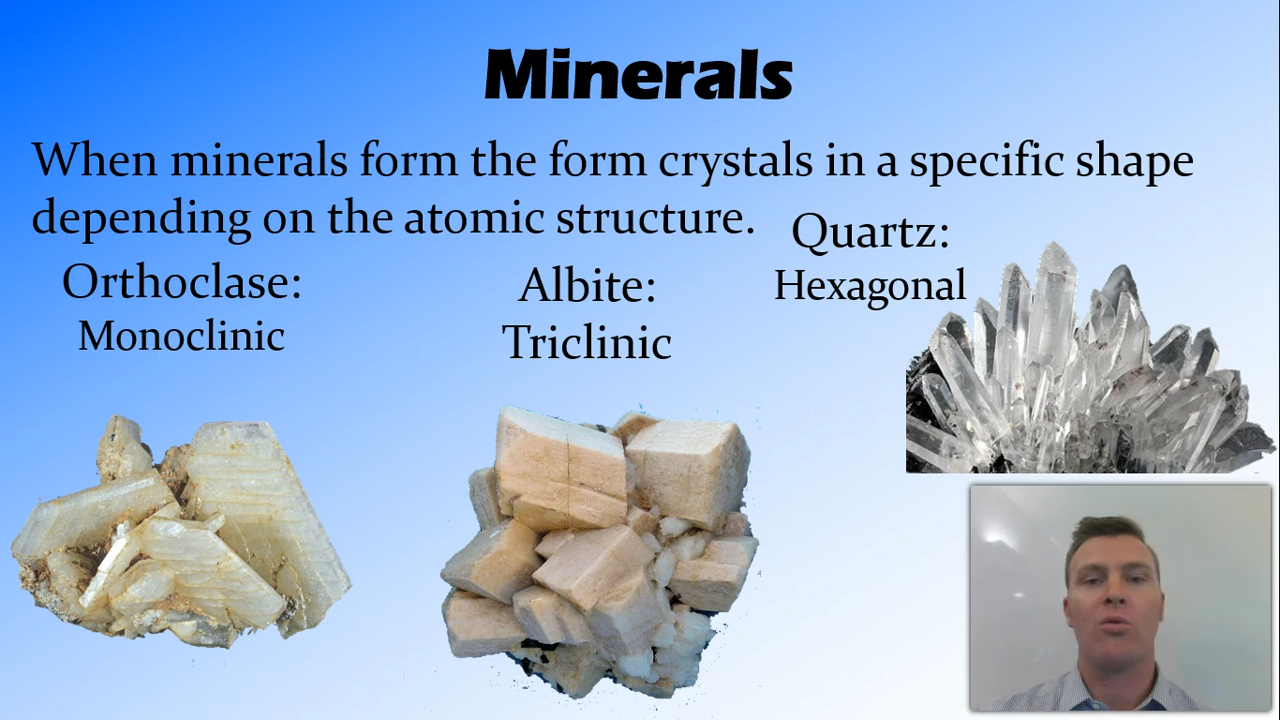 Minerals
When minerals form the form crystals in a specific shape
depending on the atomic structure.
Orthoclase:
Monoclinic
Albite:
Triclinic
Quartz:
Hexagonal